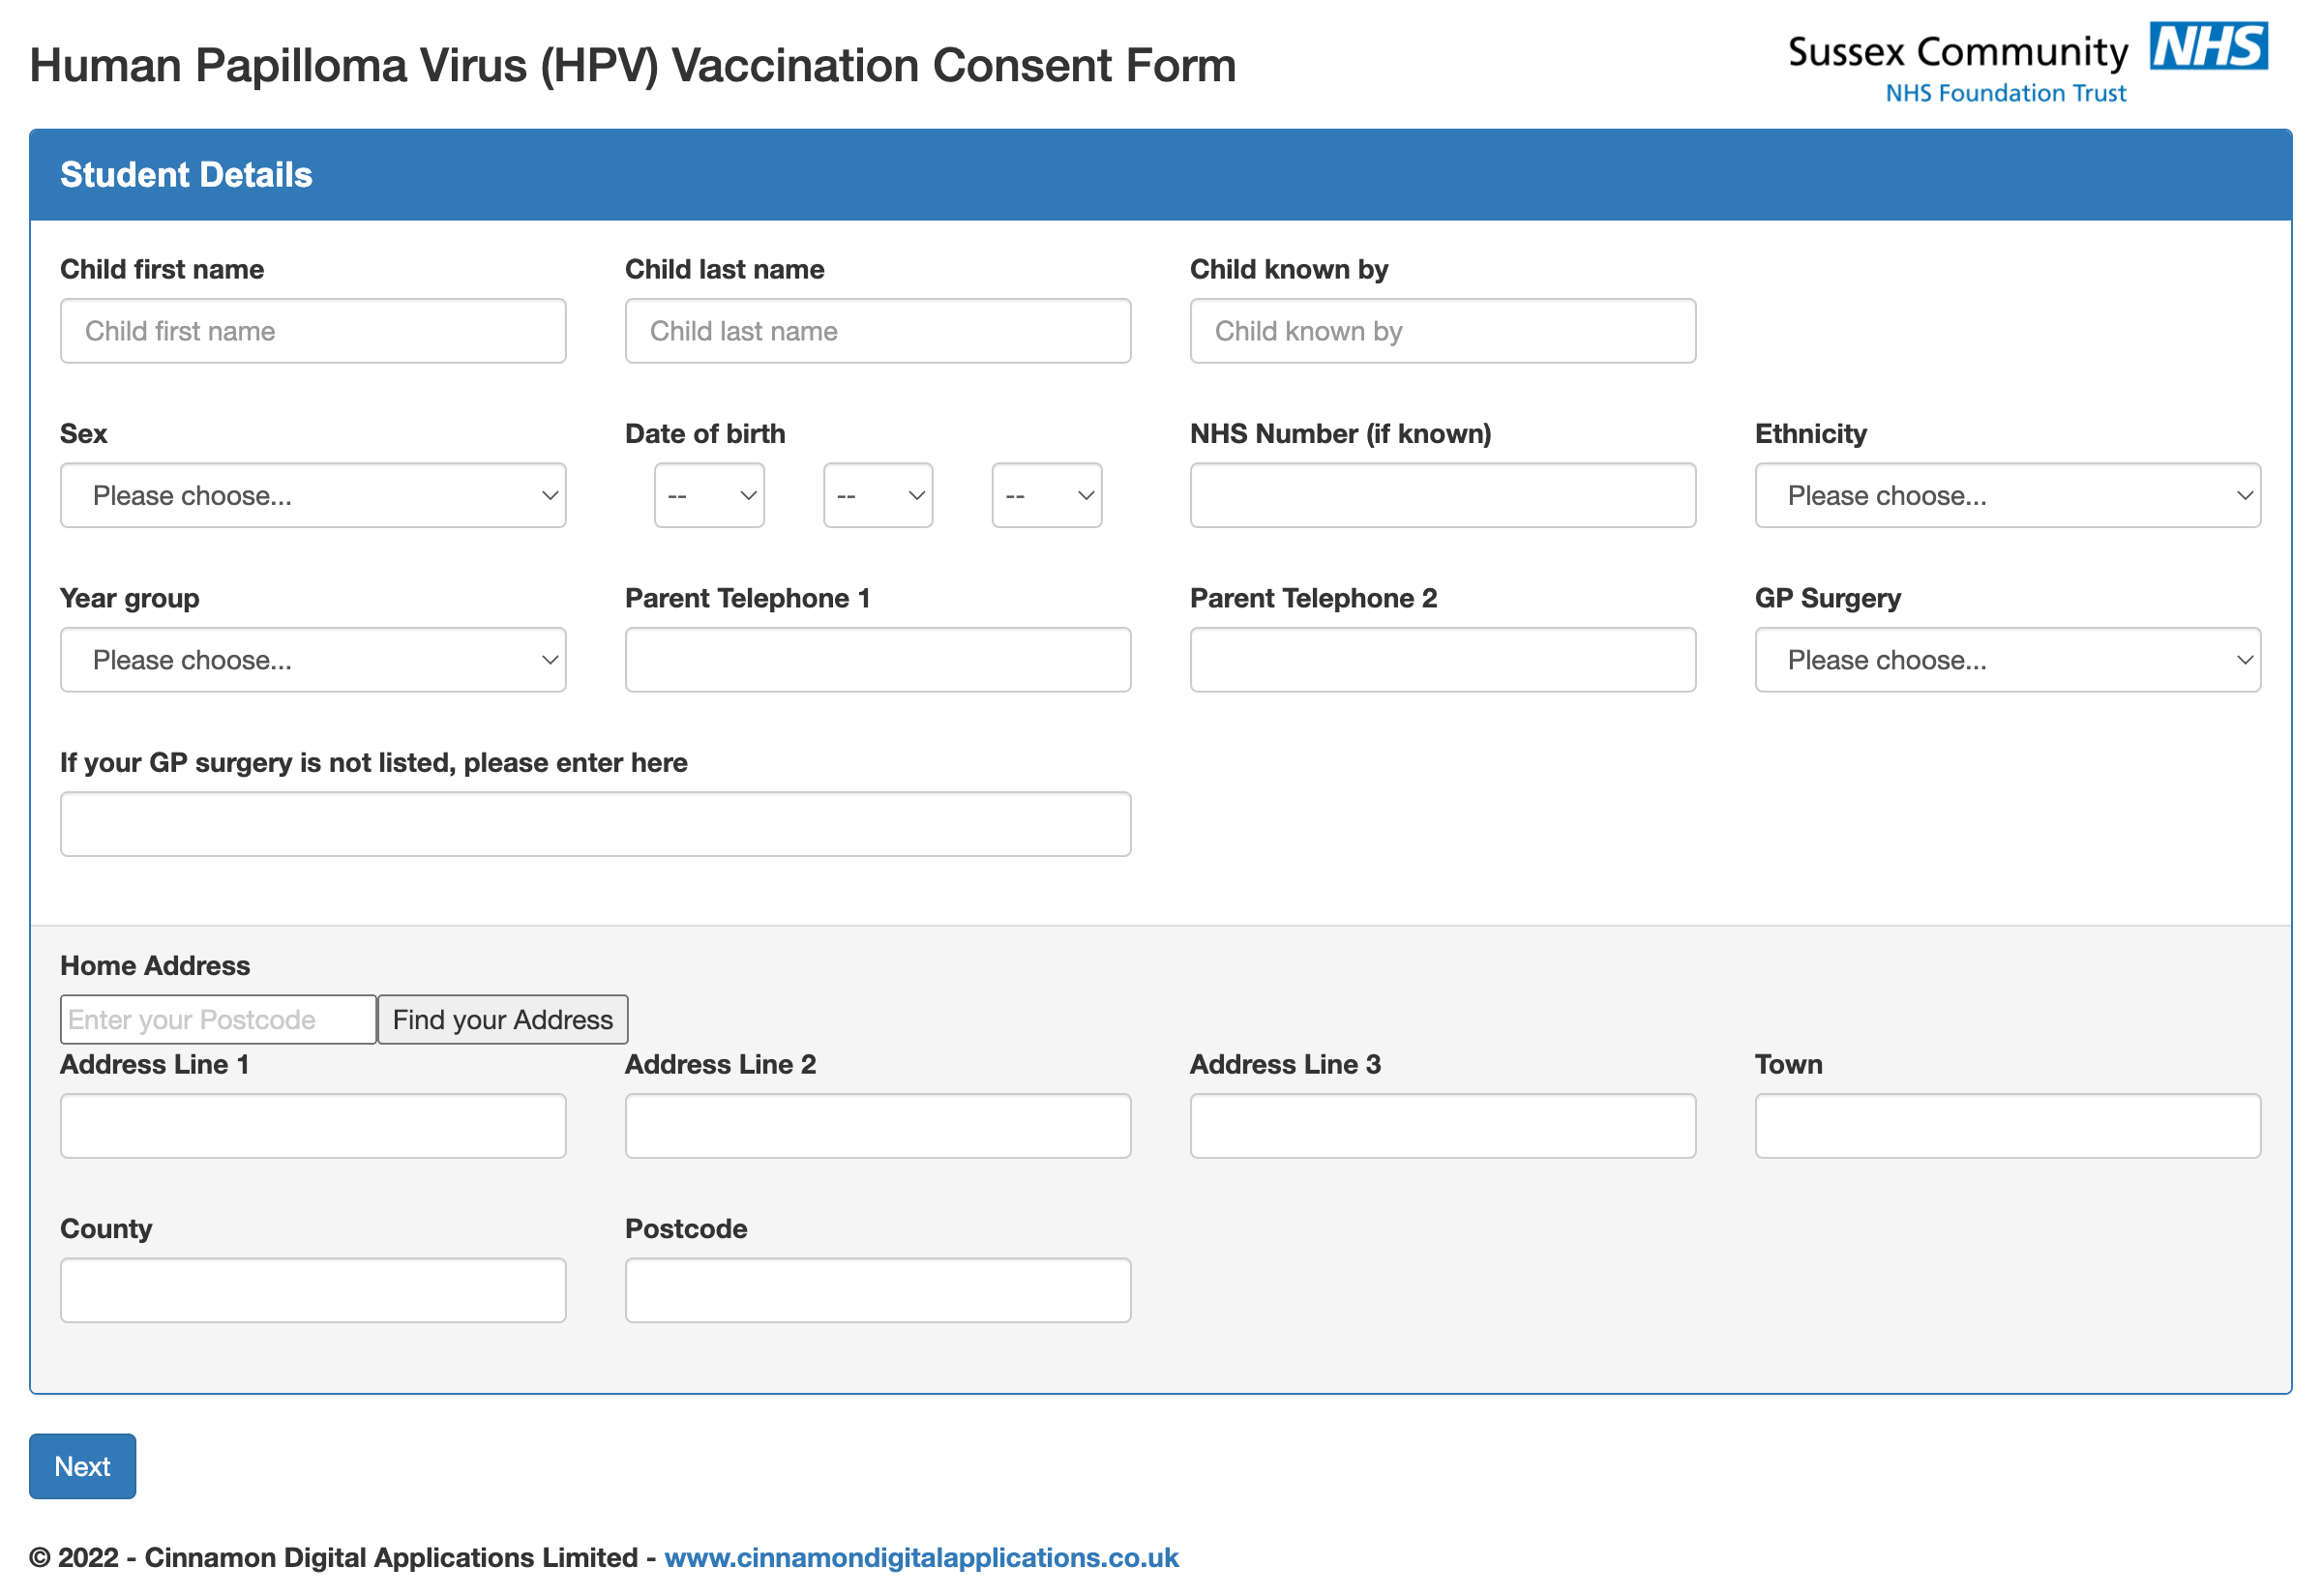 Human Papilloma Virus (HPV) Vaccination Consent Form
Sussex Community NHS
NHS Foundation Trust
Student Details
Child first name Child last name Child known by
Child first name Child last name Child known by
Sex Date of birth NHS Number (if known) Ethnicity
Please choose... -- -- -- Please choose...
Year group Parent Telephone 1 Parent Telephone 2 GP Surgery
Please choose... Please choose...
If your GP surgery is not listed, please enter here
Home Address
Enter your Postcode Find your Address
Address Line 1 Address Line 2 Address Line 3 Town
County Postcode
Next
© 2022 - Cinnamon Digital Applications Limited - www.cinnamondigitalapplications.co.uk